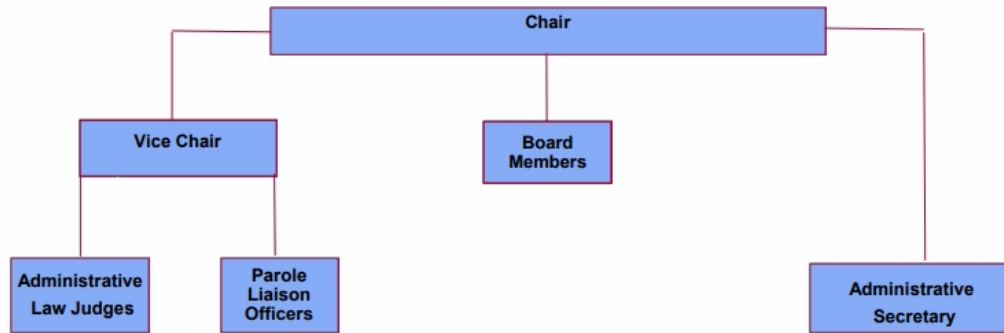 Chair
Vice Chair
Board
Members
Administrative
Law Judges
Parole
Liaison
Officers
Administrative
Secretary